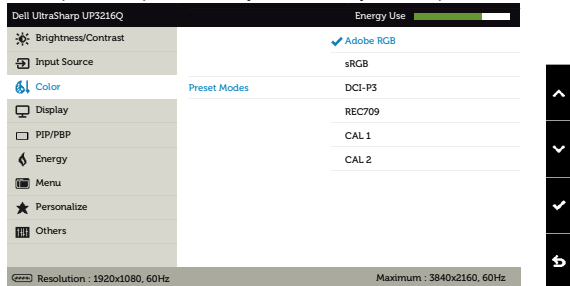 Dell UltraSharp UP3216Q
Energy Use
Brightness/Contrast
Adobe RGB
Input Source
sRGB
Color
Preset Modes
DCI-P3
Display
REC709
PIP/PBP
CAL 1
Energy
CAL 2
Menu
Personalize
Others
Resolution : 1920x1080, 60Hz
Maximum : 3840x2160, 60Hz